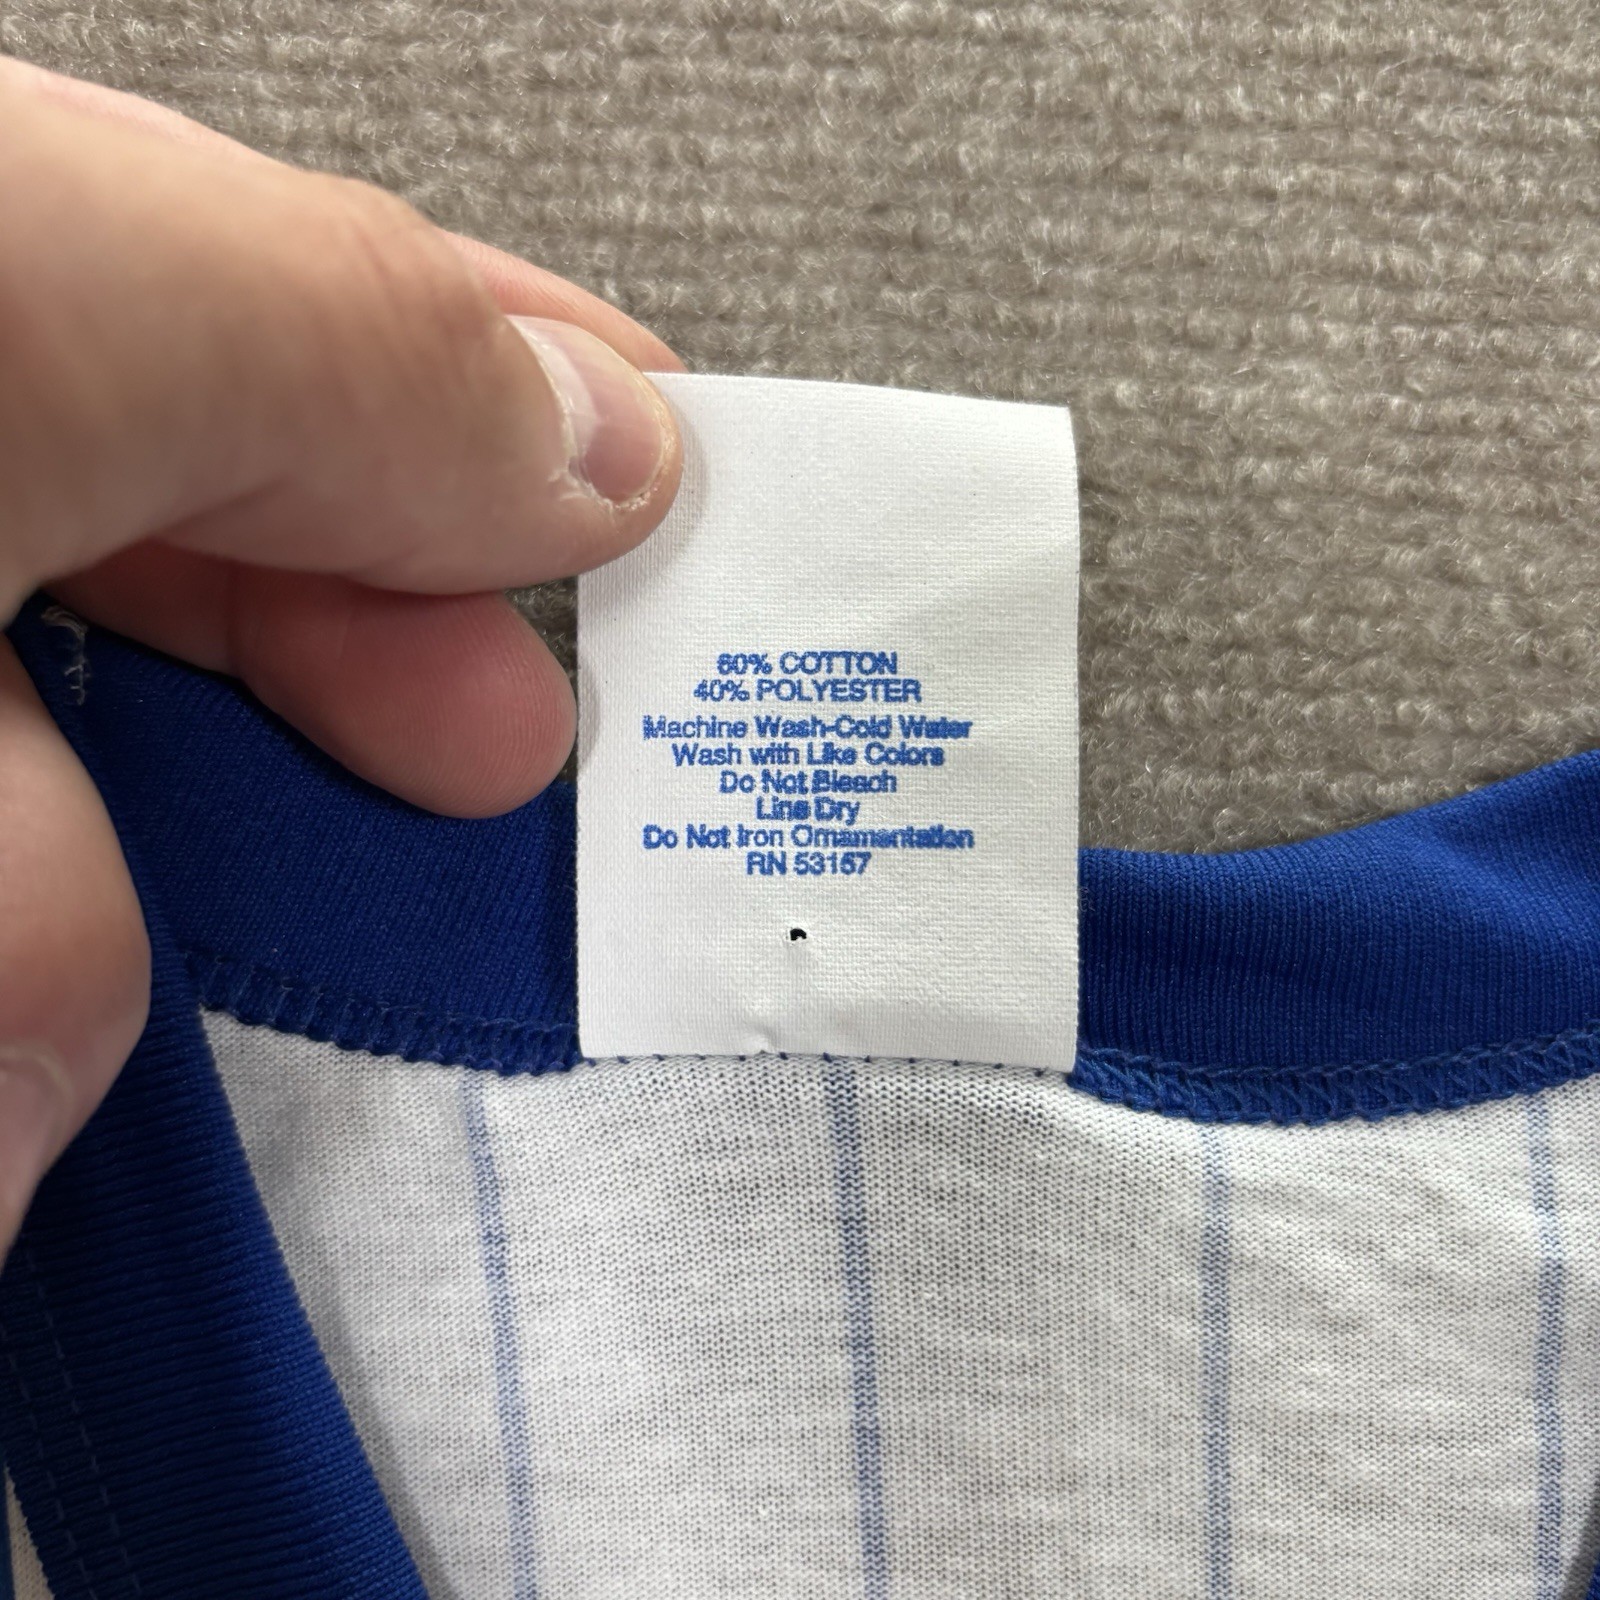 60% COTTON
40% POLYESTER
Machine Wash-Cold Water
Wash with Like Colors
Do Not Bleach
Line Dry
Do Not Iron Ornamentation
RN 53157